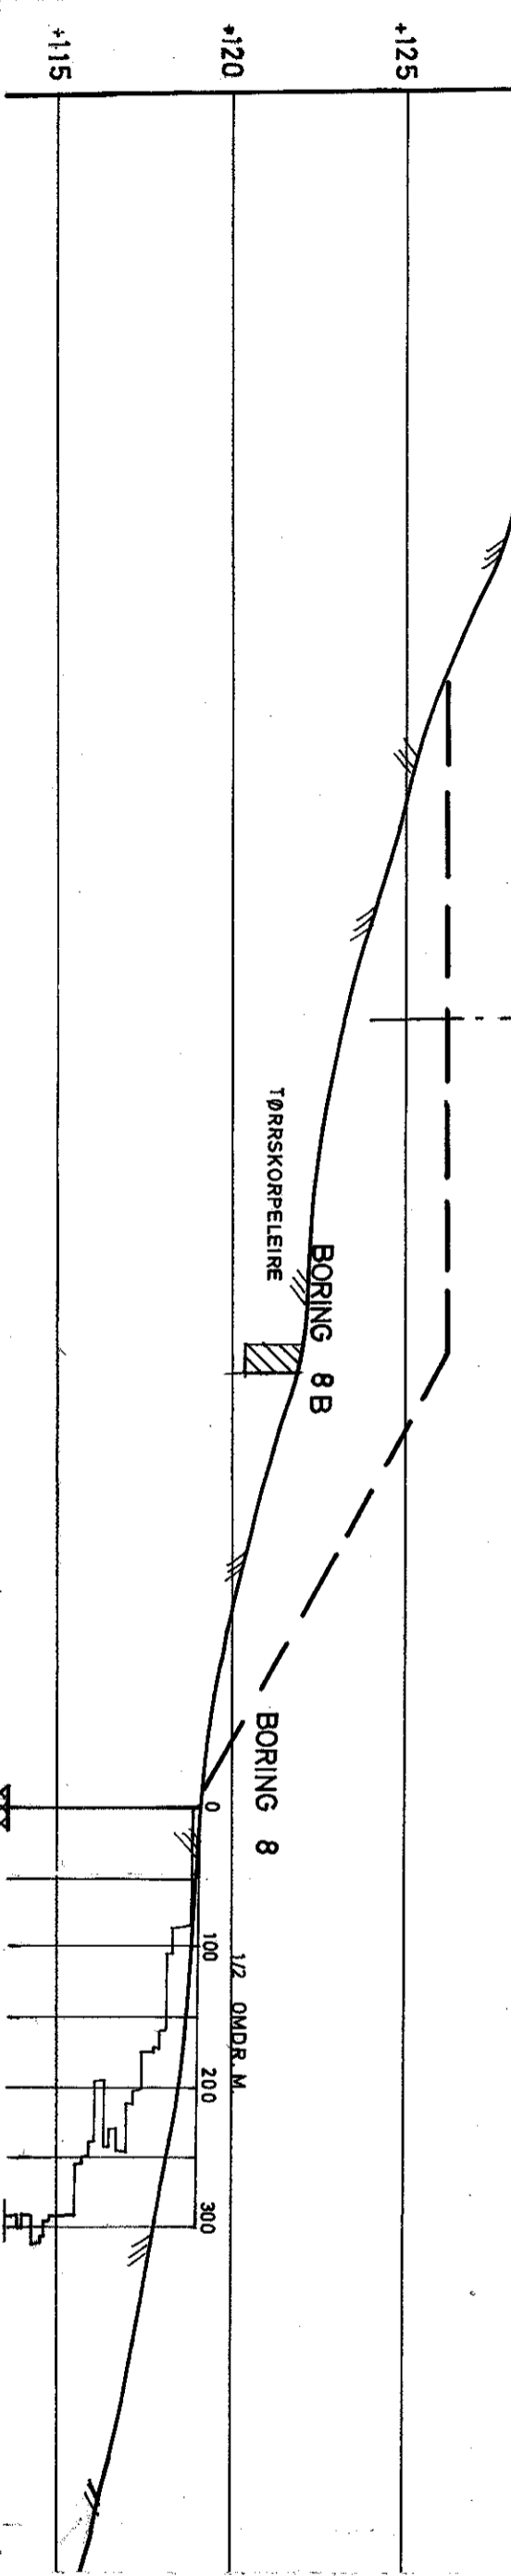 +125
+120
+115
TØRRSKORPELEIRE
BORING 8 B
BORING 8
1/2 OMDR. M.
0
100
200
300